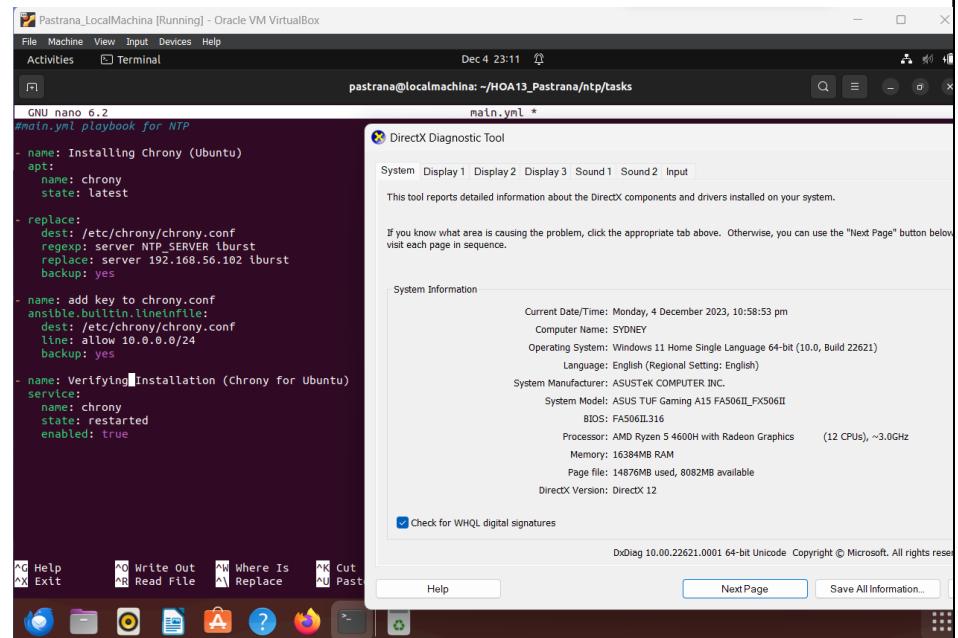 Pastrana_LocalMachina [Running] - Oracle VM VirtualBox
File Machine View Input Devices Help
Activities Terminal Dec 4 23:11
pastrana@localmachina: ~/HOA13_Pastrana/ntp/tasks
GNU nano 6.2 main.yml *
#main.yml playbook for NTP
- name: Installing Chrony (Ubuntu)
apt:
name: chrony
state: latest
- replace:
dest: /etc/chrony/chrony.conf
regexp: server NTP_SERVER iburst
replace: server 192.168.56.102 iburst
backup: yes
- name: add key to chrony.conf
ansible.builtin.lineinfile:
dest: /etc/chrony/chrony.conf
line: allow 10.0.0.0/24
backup: yes
- name: Verifying Installation (Chrony for Ubuntu)
service:
name: chrony
state: restarted
enabled: true
^G Help ^O Write Out ^W Where Is ^K Cut
^X Exit ^R Read File ^\ Replace ^U Past
DirectX Diagnostic Tool
System Display 1 Display 2 Display 3 Sound 1 Sound 2 Input
This tool reports detailed information about the DirectX components and drivers installed on your system.
If you know what area is causing the problem, click the appropriate tab above. Otherwise, you can use the "Next Page" button below
visit each page in sequence.
System Information
Current Date/Time: Monday, 4 December 2023, 10:58:53 pm
Computer Name: SYDNEY
Operating System: Windows 11 Home Single Language 64-bit (10.0, Build 22621)
Language: English (Regional Setting: English)
System Manufacturer: ASUSTeK COMPUTER INC.
System Model: ASUS TUF Gaming A15 FA506II_FX506II
BIOS: FA506II.316
Processor: AMD Ryzen 5 4600H with Radeon Graphics (12 CPUs), ~3.0GHz
Memory: 16384MB RAM
Page file: 14876MB used, 8082MB available
DirectX Version: DirectX 12
Check for WHQL digital signatures
DxDiag 10.00.22621.0001 64-bit Unicode Copyright © Microsoft. All rights reser
Help Next Page Save All Information...